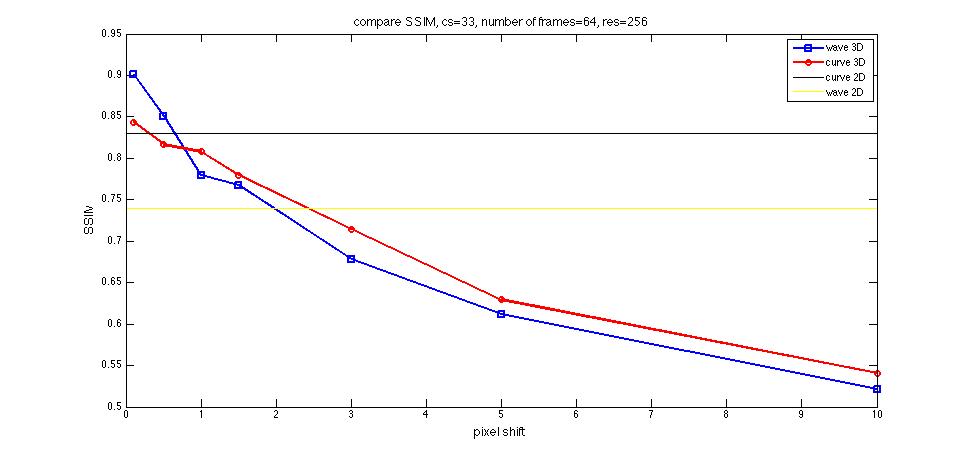 compare SSIM, cs=33, number of frames=64, res=256
0.95
0.9
0.85
0.8
0.75
0.7
0.65
0.6
0.55
0.5
SSIM
0 1 2 3 4 5 6 7 8 9 10
pixel shift
wave 3D
curve 3D
curve 2D
wave 2D